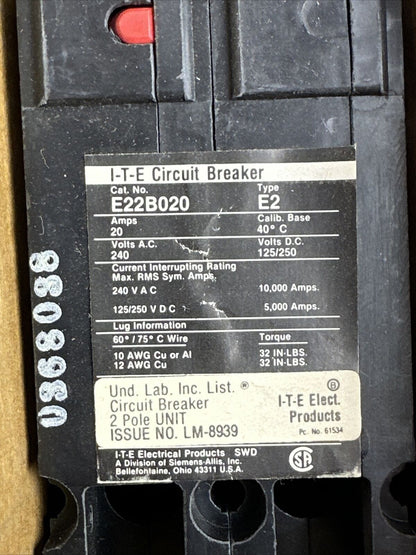 I-T-E Circuit Breaker
Cat. No. Type
E22B020 E2
Amps Calib. Base
20 40° C
Volts A.C. Volts D.C.
240 125/250
Current Interrupting Rating
Max. RMS Sym. Amps.
240 V A C 10,000 Amps.
125/250 V D C 5,000 Amps.
Lug Information
60° / 75° C Wire Torque
10 AWG Cu or Al 32 IN-LBS.
12 AWG Cu 32 IN-LBS.
Und. Lab. Inc. List.® B
Circuit Breaker I-T-E Elect.
2 Pole UNIT Products
ISSUE NO. LM-8939 Pc. No. 61534
I-T-E Electrical Products SWD
A Division of Siemens-Allis, Inc.
Bellefontaine, Ohio 43311 U.S.A.
SA